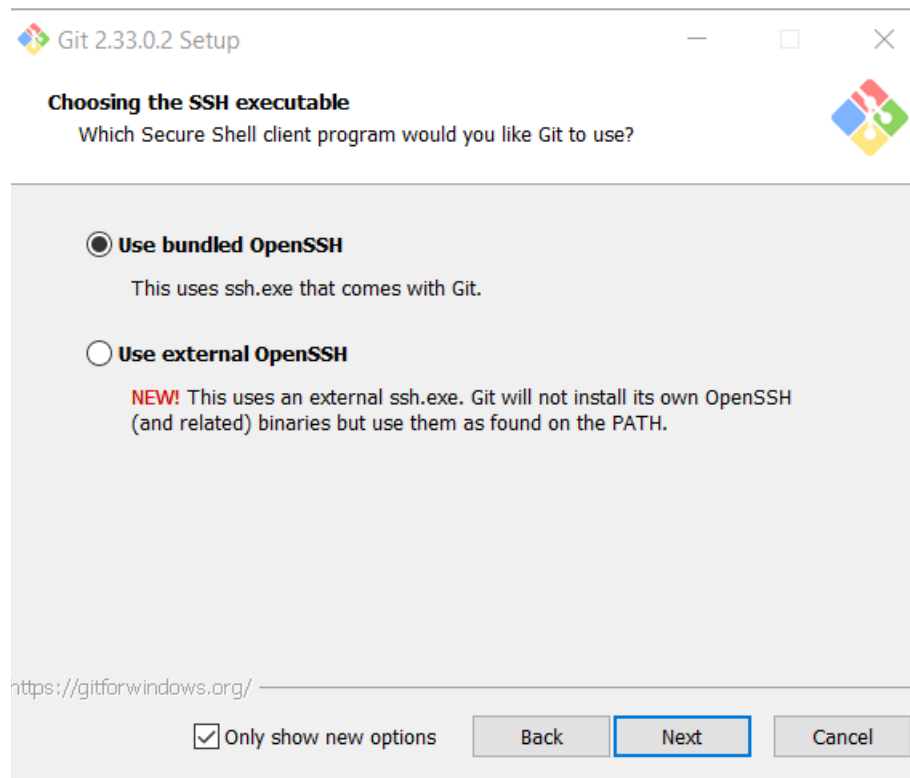 Git 2.33.0.2 Setup
Choosing the SSH executable
Which Secure Shell client program would you like Git to use?
Use bundled OpenSSH
This uses ssh.exe that comes with Git.
Use external OpenSSH
NEW! This uses an external ssh.exe. Git will not install its own OpenSSH
(and related) binaries but use them as found on the PATH.
https://gitforwindows.org/
Only show new options
Back
Next
Cancel